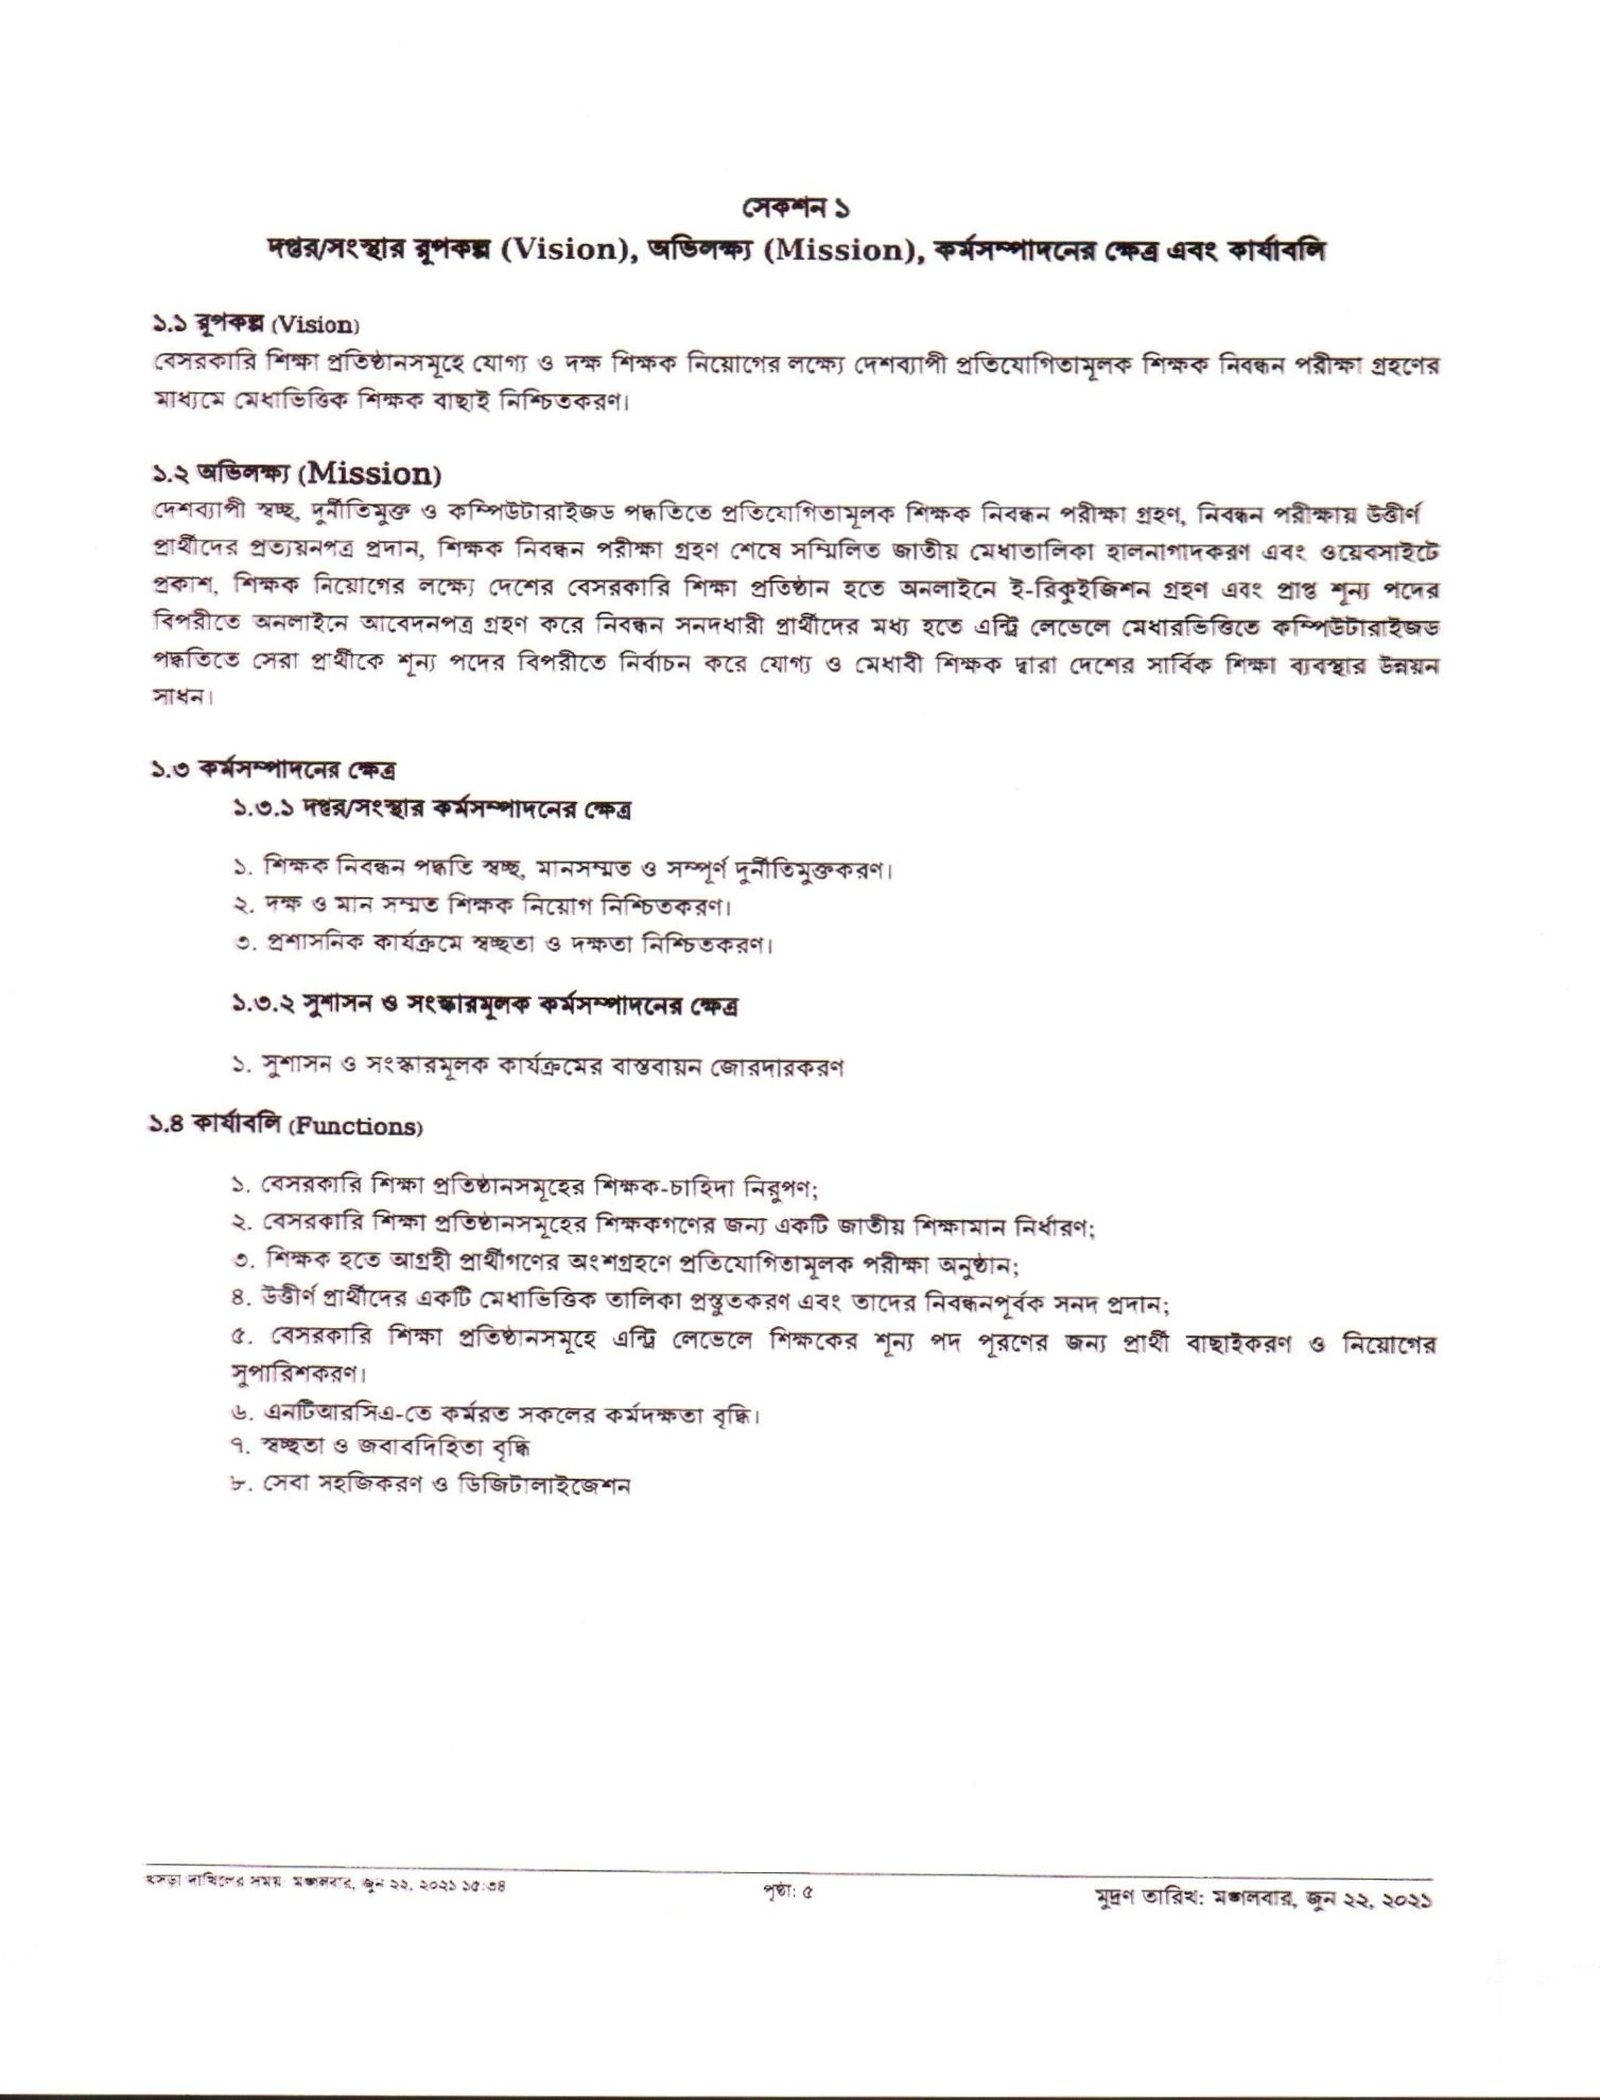 সেকশন ১
দপ্তর/সংস্থার রূপকল্প (Vision), অভিলক্ষ্য (Mission), কর্মসম্পাদনের ক্ষেত্র এবং কার্যাবলি
১.১ রূপকল্প (Vision)
বেসরকারি শিক্ষা প্রতিষ্ঠানসমূহে যোগ্য ও দক্ষ শিক্ষক নিয়োগের লক্ষ্যে দেশব্যাপী প্রতিযোগিতামূলক শিক্ষক নিবন্ধন পরীক্ষা গ্রহণের
মাধ্যমে মেধাভিত্তিক শিক্ষক বাছাই নিশ্চিতকরণ।
১.২ অভিলক্ষ্য (Mission)
দেশব্যাপী স্বচ্ছ, দুর্নীতিমুক্ত ও কম্পিউটারাইজড পদ্ধতিতে প্রতিযোগিতামূলক শিক্ষক নিবন্ধন পরীক্ষা গ্রহণ, নিবন্ধন পরীক্ষায় উত্তীর্ণ
প্রার্থীদের প্রত্যয়নপত্র প্রদান, শিক্ষক নিবন্ধন পরীক্ষা গ্রহণ শেষে সম্মিলিত জাতীয় মেধাতালিকা হালনাগাদকরণ এবং ওয়েবসাইটে
প্রকাশ, শিক্ষক নিয়োগের লক্ষ্যে দেশের বেসরকারি শিক্ষা প্রতিষ্ঠান হতে অনলাইনে ই-রিকুইজিশন গ্রহণ এবং প্রাপ্ত শূন্য পদের
বিপরীতে অনলাইনে আবেদনপত্র গ্রহণ করে নিবন্ধন সনদধারী প্রার্থীদের মধ্য হতে এন্ট্রি লেভেলে মেধারভিত্তিতে কম্পিউটারাইজড
পদ্ধতিতে সেরা প্রার্থীকে শূন্য পদের বিপরীতে নির্বাচন করে যোগ্য ও মেধাবী শিক্ষক দ্বারা দেশের সার্বিক শিক্ষা ব্যবস্থার উন্নয়ন
সাধন।
১.৩ কর্মসম্পাদনের ক্ষেত্র
১.৩.১ দপ্তর/সংস্থার কর্মসম্পাদনের ক্ষেত্র
১. শিক্ষক নিবন্ধন পদ্ধতি স্বচ্ছ, মানসম্মত ও সম্পূর্ণ দুর্নীতিমুক্তকরণ।
২. দক্ষ ও মান সম্মত শিক্ষক নিয়োগ নিশ্চিতকরণ।
৩. প্রশাসনিক কার্যক্রমে স্বচ্ছতা ও দক্ষতা নিশ্চিতকরণ।
১.৩.২ সুশাসন ও সংস্কারমূলক কর্মসম্পাদনের ক্ষেত্র
১. সুশাসন ও সংস্কারমূলক কার্যক্রমের বাস্তবায়ন জোরদারকরণ
১.৪ কার্যাবলি (Functions)
১. বেসরকারি শিক্ষা প্রতিষ্ঠানসমূহের শিক্ষক-চাহিদা নিরুপণ;
২. বেসরকারি শিক্ষা প্রতিষ্ঠানসমূহের শিক্ষকগণের জন্য একটি জাতীয় শিক্ষামান নির্ধারণ;
৩. শিক্ষক হতে আগ্রহী প্রার্থীগণের অংশগ্রহণে প্রতিযোগিতামূলক পরীক্ষা অনুষ্ঠান;
৪. উত্তীর্ণ প্রার্থীদের একটি মেধাভিত্তিক তালিকা প্রস্তুতকরণ এবং তাদের নিবন্ধনপূর্বক সনদ প্রদান;
৫. বেসরকারি শিক্ষা প্রতিষ্ঠানসমূহে এন্ট্রি লেভেলে শিক্ষকের শূন্য পদ পূরণের জন্য প্রার্থী বাছাইকরণ ও নিয়োগের
সুপারিশকরণ।
৬. এনটিআরসিএ-তে কর্মরত সকলের কর্মদক্ষতা বৃদ্ধি।
৭. স্বচ্ছতা ও জবাবদিহিতা বৃদ্ধি
৮. সেবা সহজিকরণ ও ডিজিটালাইজেশন
খসড়া দাখিলের সময়: মঙ্গলবার, জুন ২২, ২০২১ ১৫:৩৪
পৃষ্ঠা: ৫
মুদ্রণ তারিখ: মঙ্গলবার, জুন ২২, ২০২১